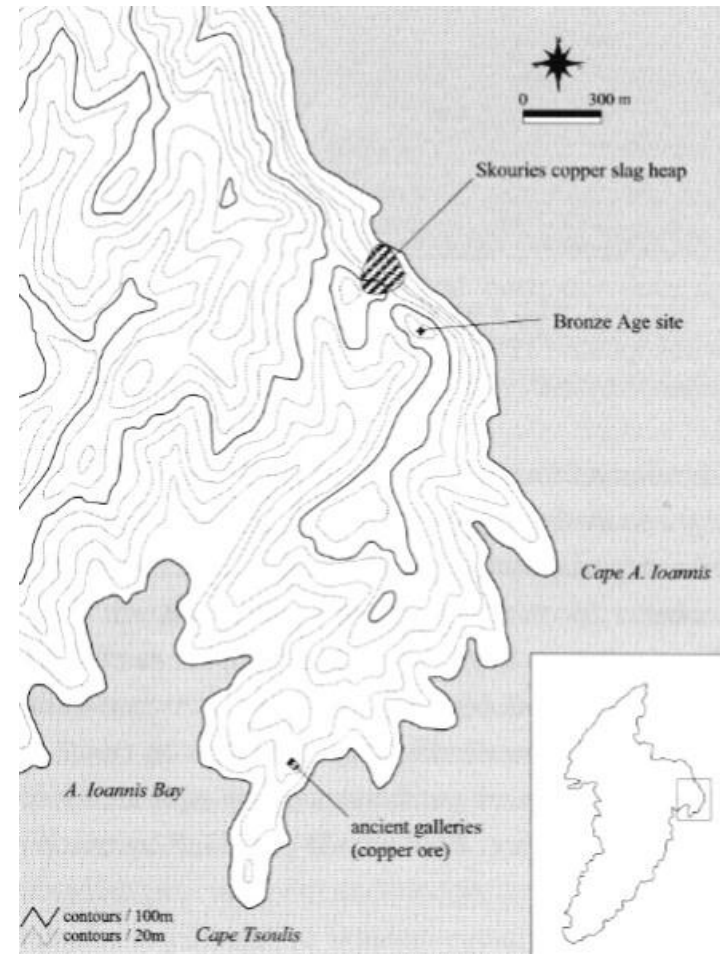 0 300 m
Skouries copper slag heap
Bronze Age site
Cape A. Ioannis
A. Ioannis Bay
ancient galleries
(copper ore)
contours / 100m
contours / 20m
Cape Tsoulis